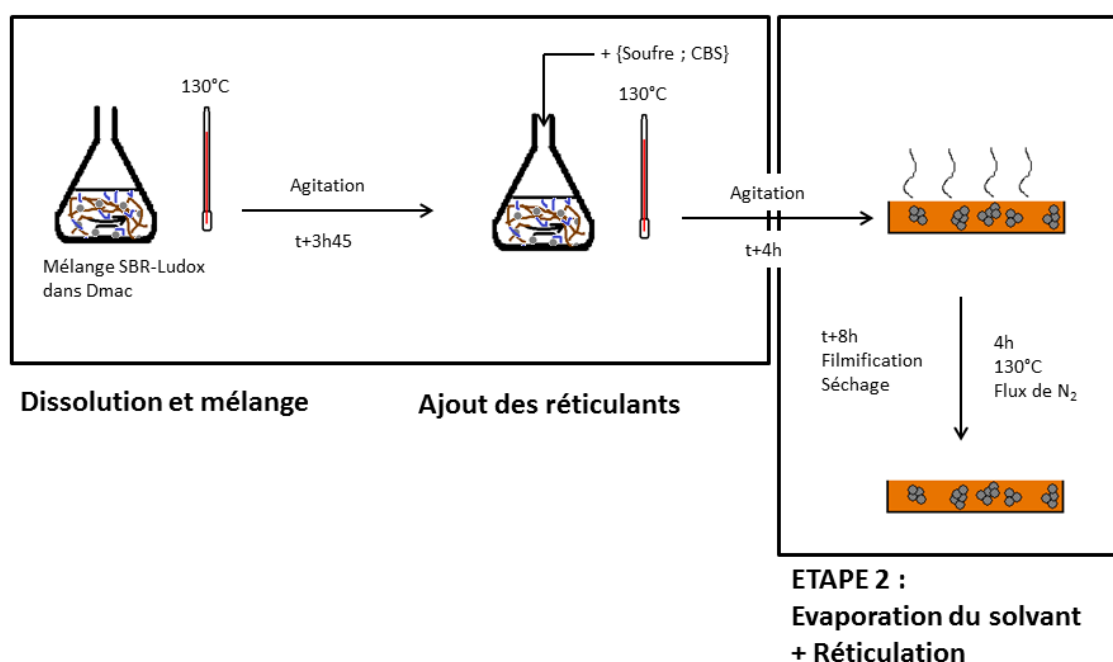 130°C
Mélange SBR-Ludox
dans Dmac
Agitation
t+3h45
+ {Soufre ; CBS}
130°C
Agitation
t+4h
t+8h
Filmification
Séchage
4h
130°C
Flux de N₂
Dissolution et mélange
Ajout des réticulants
ETAPE 2 :
Evaporation du solvant
+ Réticulation